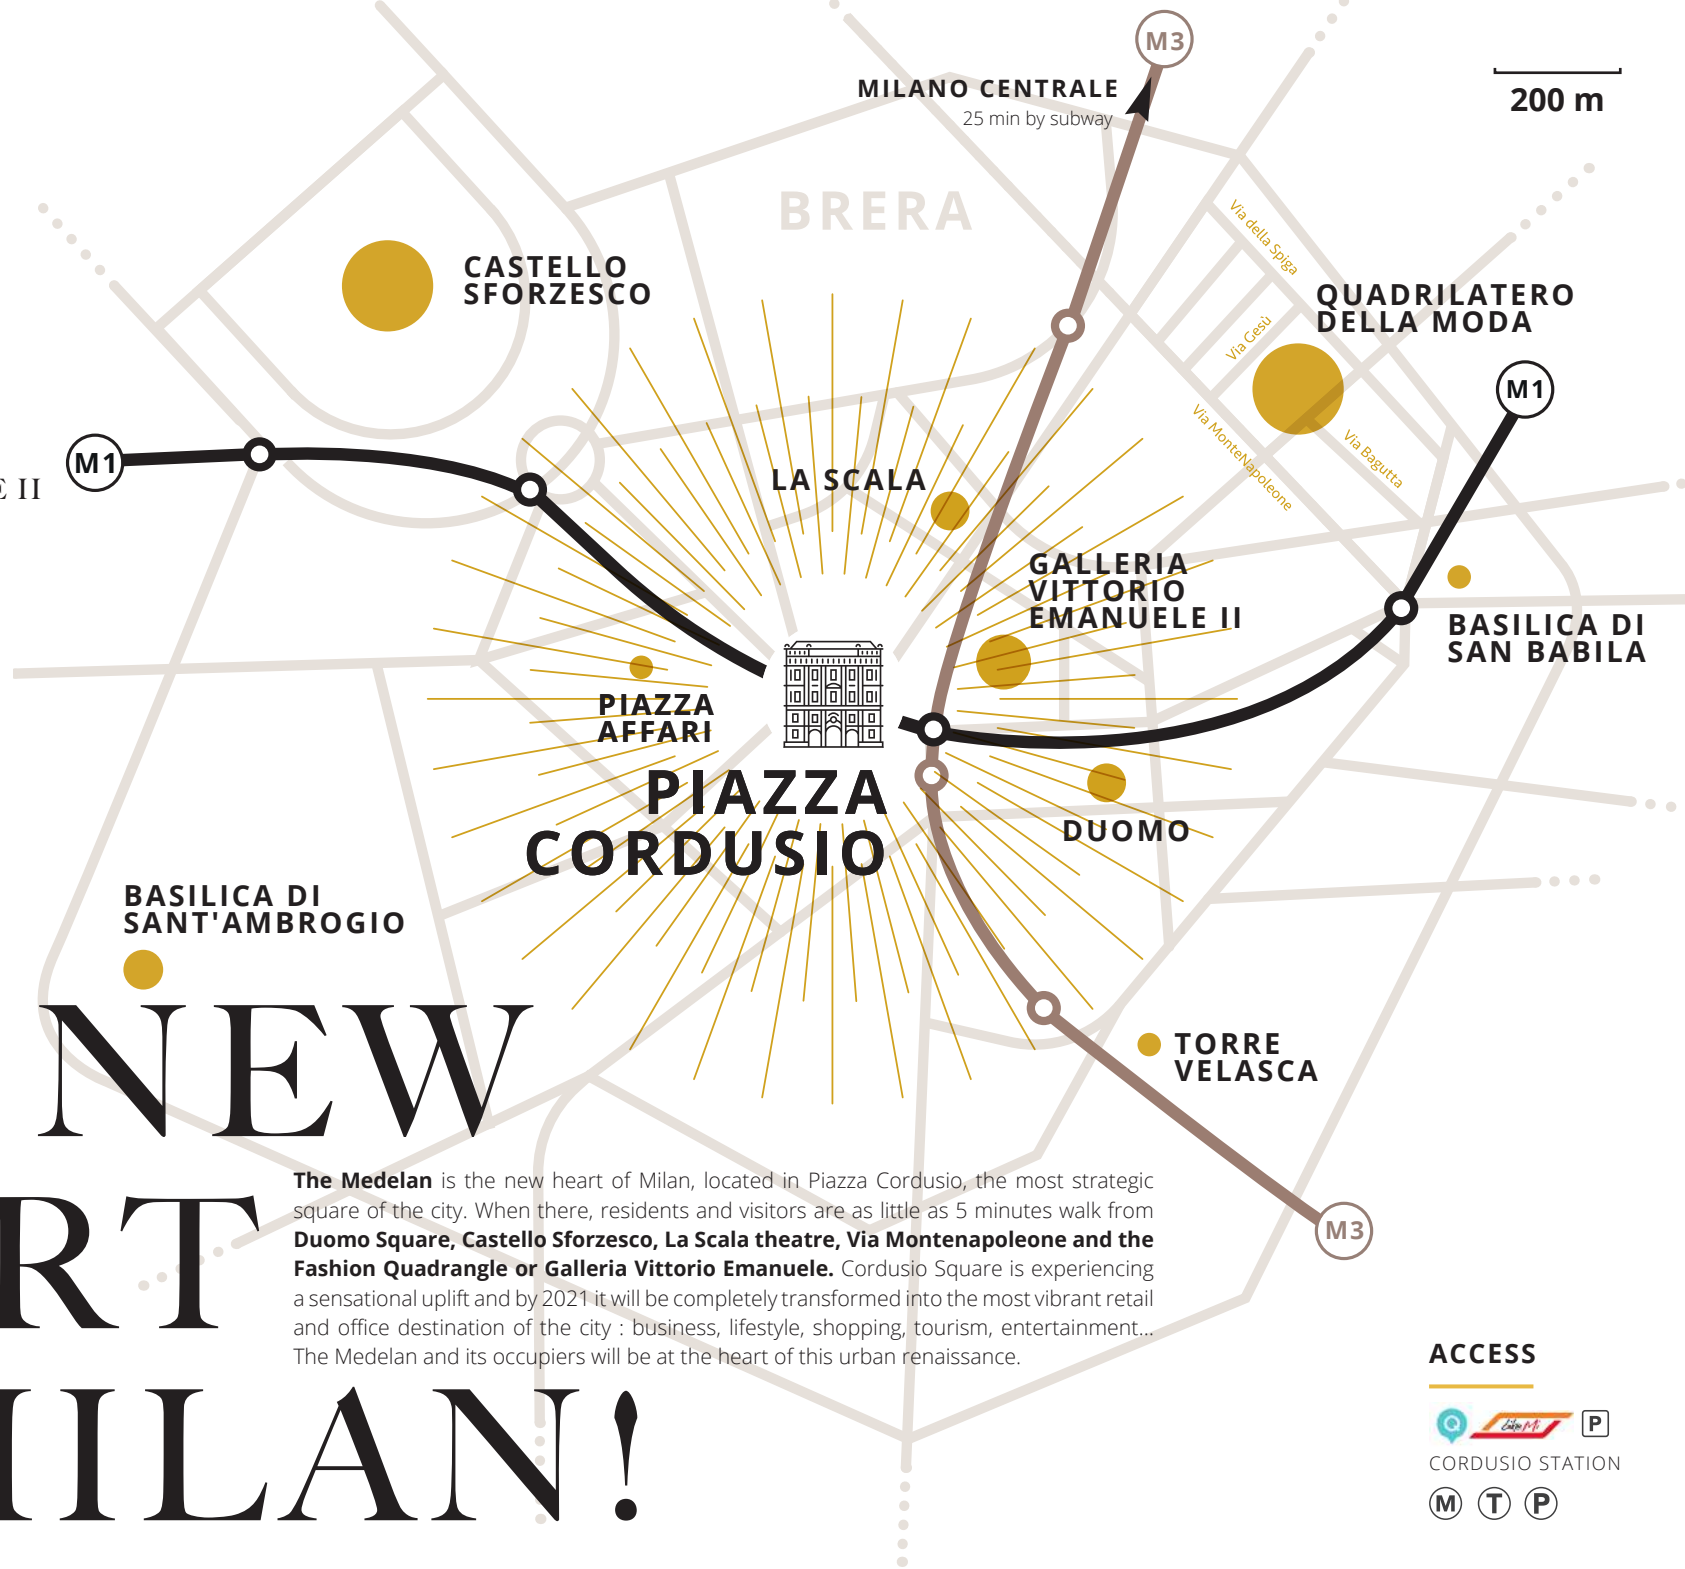 M3
MILANO CENTRALE
25 min by subway
200 m
BRERA
Via della Spiga
CASTELLO
SFORZESCO
QUADRILATERO
DELLA MODA
Via Gesù
M1
Via MonteNapoleone
Via Bagutta
M1
E II
LA SCALA
GALLERIA
VITTORIO
EMANUELE II
BASILICA DI
SAN BABILA
PIAZZA
AFFARI
PIAZZA
CORDUSIO
DUOMO
BASILICA DI
SANT'AMBROGIO
TORRE
VELASCA
NEW
RT
MILAN!
The Medelan is the new heart of Milan, located in Piazza Cordusio, the most strategic
square of the city. When there, residents and visitors are as little as 5 minutes walk from
Duomo Square, Castello Sforzesco, La Scala theatre, Via Montenapoleone and the
Fashion Quadrangle or Galleria Vittorio Emanuele. Cordusio Square is experiencing
a sensational uplift and by 2021 it will be completely transformed into the most vibrant retail
and office destination of the city : business, lifestyle, shopping, tourism, entertainment...
The Medelan and its occupiers will be at the heart of this urban renaissance.
M3
ACCESS
Q BikeMi P
CORDUSIO STATION
M T P